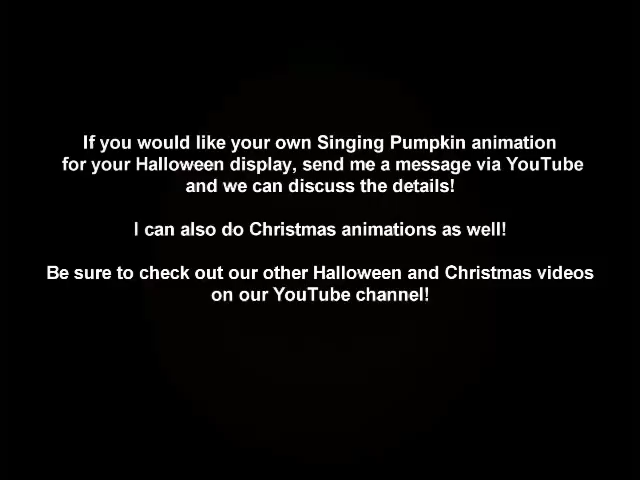 If you would like your own Singing Pumpkin animation
for your Halloween display, send me a message via YouTube
and we can discuss the details!
I can also do Christmas animations as well!
Be sure to check out our other Halloween and Christmas videos
on our YouTube channel!